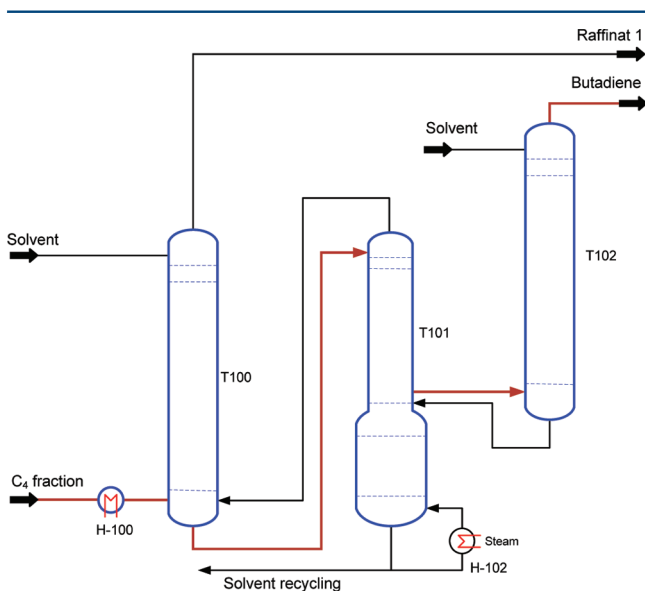 Raffinat 1
Butadiene
Solvent
T102
Solvent
T101
T100
C₄ fraction
H-100
Steam
H-102
Solvent recycling